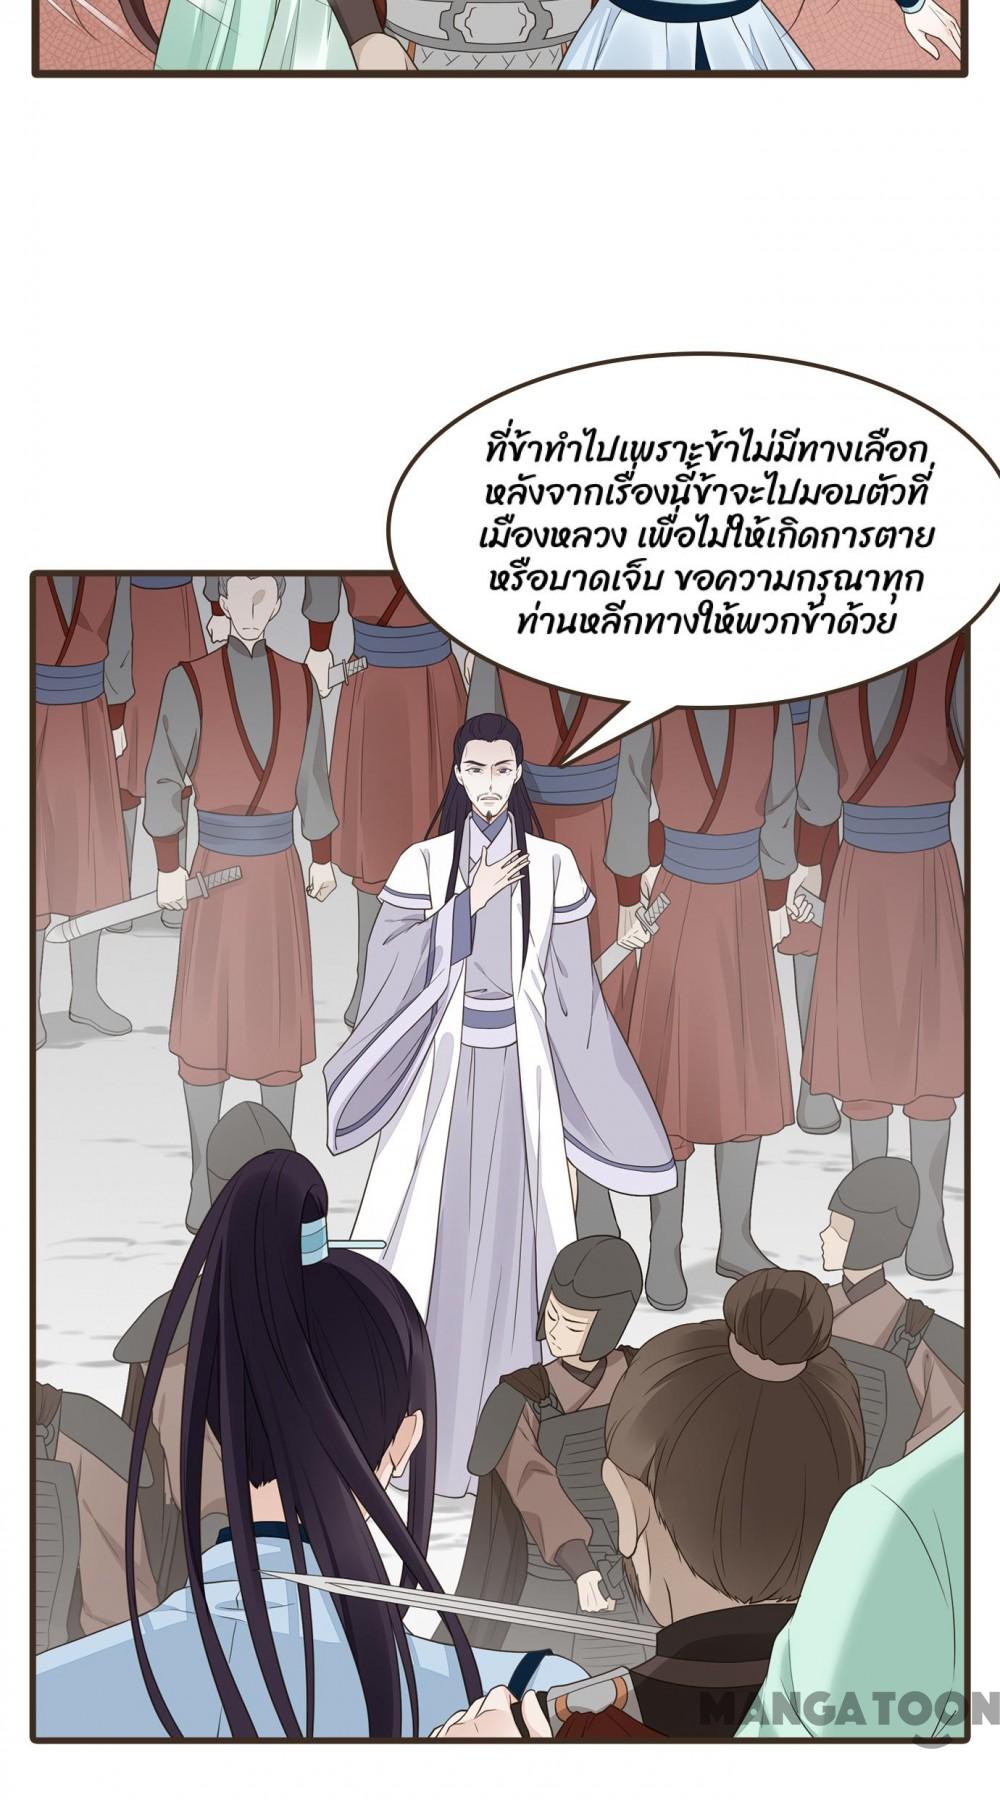 ที่ข้าทำไปเพราะข้าไม่มีทางเลือก
หลังจากเรื่องนี้ข้าจะไปมอบตัวที่
เมืองหลวง เพื่อไม่ให้เกิดการตาย
หรือบาดเจ็บ ขอความกรุณาทุก
ท่านหลีกทางให้พวกข้าด้วย
MANGATOON